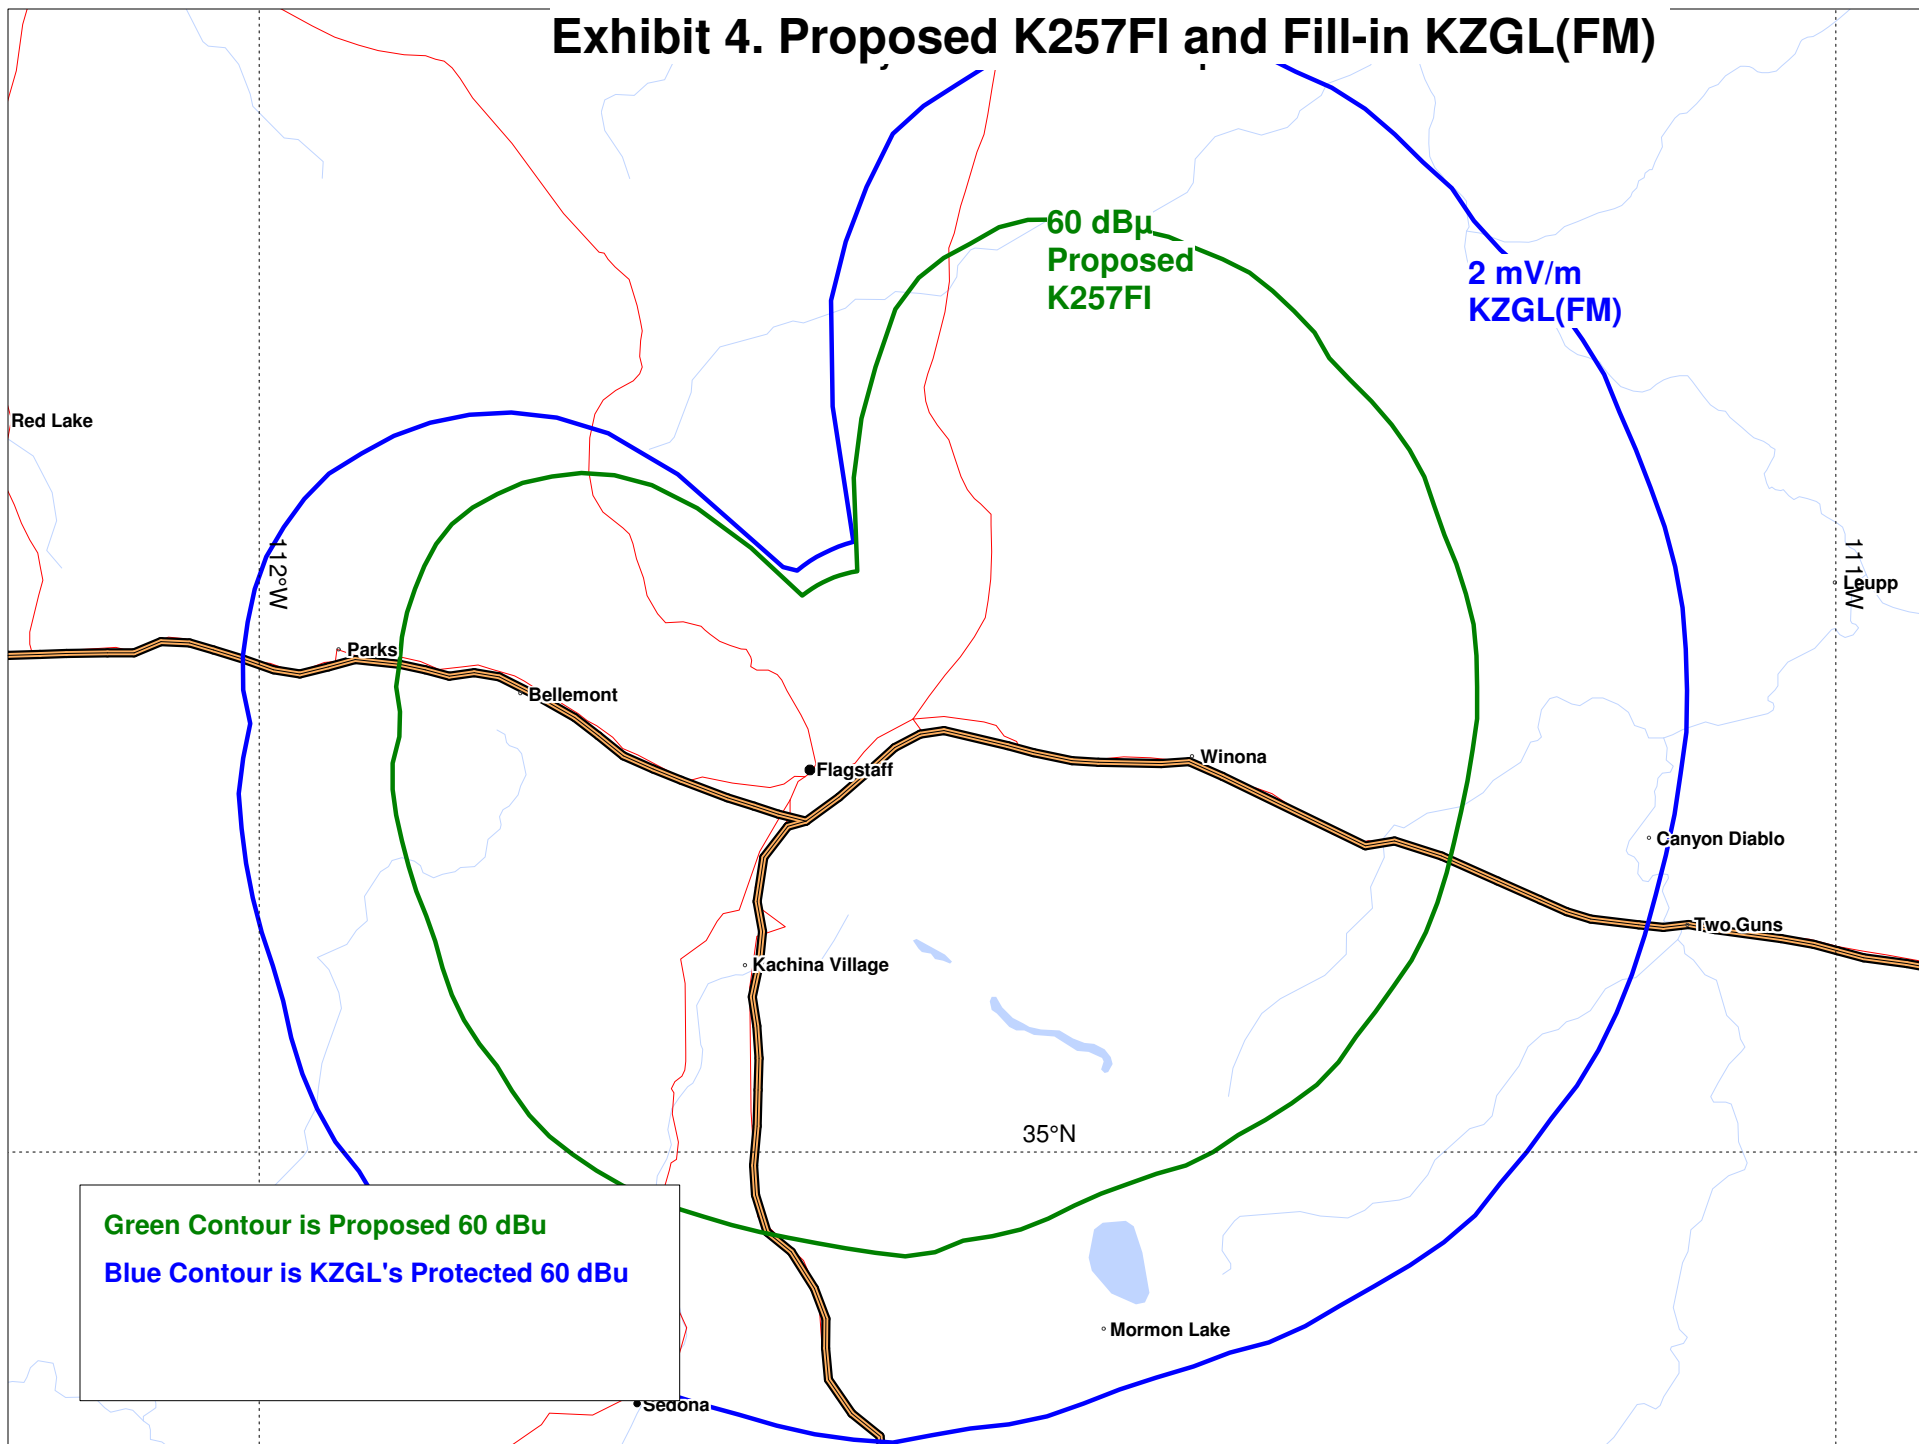 Exhibit 4. Proposed K257FI and Fill-in KZGL(FM)
60 dBµ
Proposed
K257FI
2 mV/m
KZGL(FM)
Red Lake
112°W
111°W
Leupp
Parks
Bellemont
Flagstaff
Winona
Canyon Diablo
Two Guns
Kachina Village
35°N
Green Contour is Proposed 60 dBu
Blue Contour is KZGL's Protected 60 dBu
Mormon Lake
Sedona